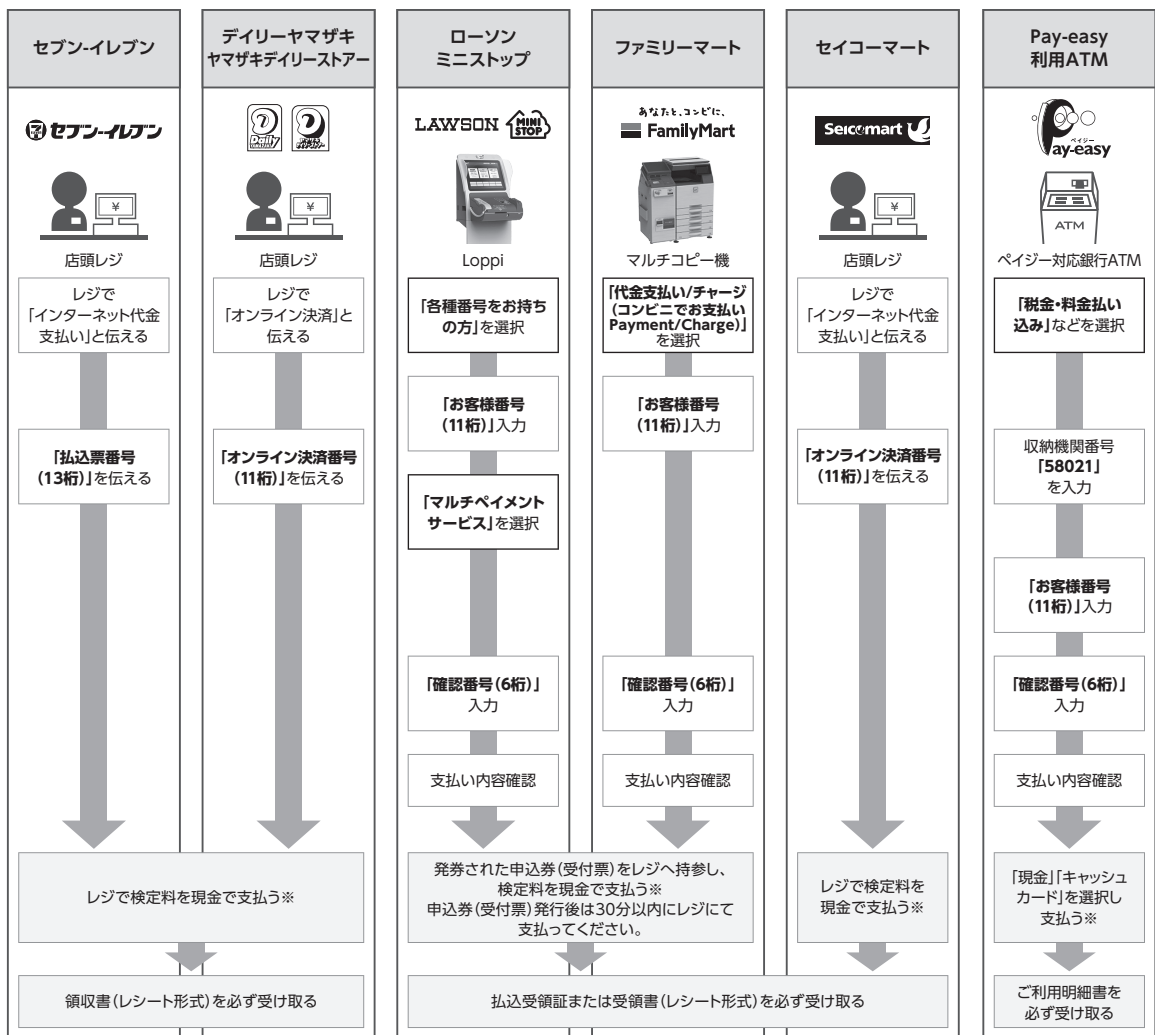 セブン-イレブン
デイリーヤマザキ
ヤマザキデイリーストアー
ローソン
ミニストップ
ファミリーマート
セイコーマート
Pay-easy
利用ATM
セブン-イレブン
Daily
LAWSON
MINI
STOP
あなたと、コンビに、
FamilyMart
Seicomart
ペイジー
Pay-easy
¥
¥
¥
ATM
店頭レジ
店頭レジ
Loppi
マルチコピー機
店頭レジ
ペイジー対応銀行ATM
レジで
「インターネット代金
支払い」と伝える
レジで
「オンライン決済」と
伝える
「各種番号をお持ち
の方」を選択
「代金支払い/チャージ
(コンビニでお支払い
Payment/Charge)」
を選択
レジで
「インターネット代金
支払い」と伝える
「税金・料金払い
込み」などを選択
「お客様番号
(11桁)」入力
「お客様番号
(11桁)」入力
「払込票番号
(13桁)」を伝える
「オンライン決済番号
(11桁)」を伝える
「マルチペイメント
サービス」を選択
「オンライン決済番号
(11桁)」を伝える
収納機関番号
「58021」
を入力
「お客様番号
(11桁)」入力
「確認番号(6桁)」
入力
「確認番号(6桁)」
入力
「確認番号(6桁)」
入力
支払い内容確認
支払い内容確認
支払い内容確認
レジで検定料を現金で支払う※
発券された申込券(受付票)をレジへ持参し、
検定料を現金で支払う※
申込券(受付票)発行後は30分以内にレジにて
支払ってください。
レジで検定料を
現金で支払う※
「現金」「キャッシュ
カード」を選択し
支払う※
領収書(レシート形式)を必ず受け取る
払込受領証または受領書(レシート形式)を必ず受け取る
ご利用明細書を
必ず受け取る